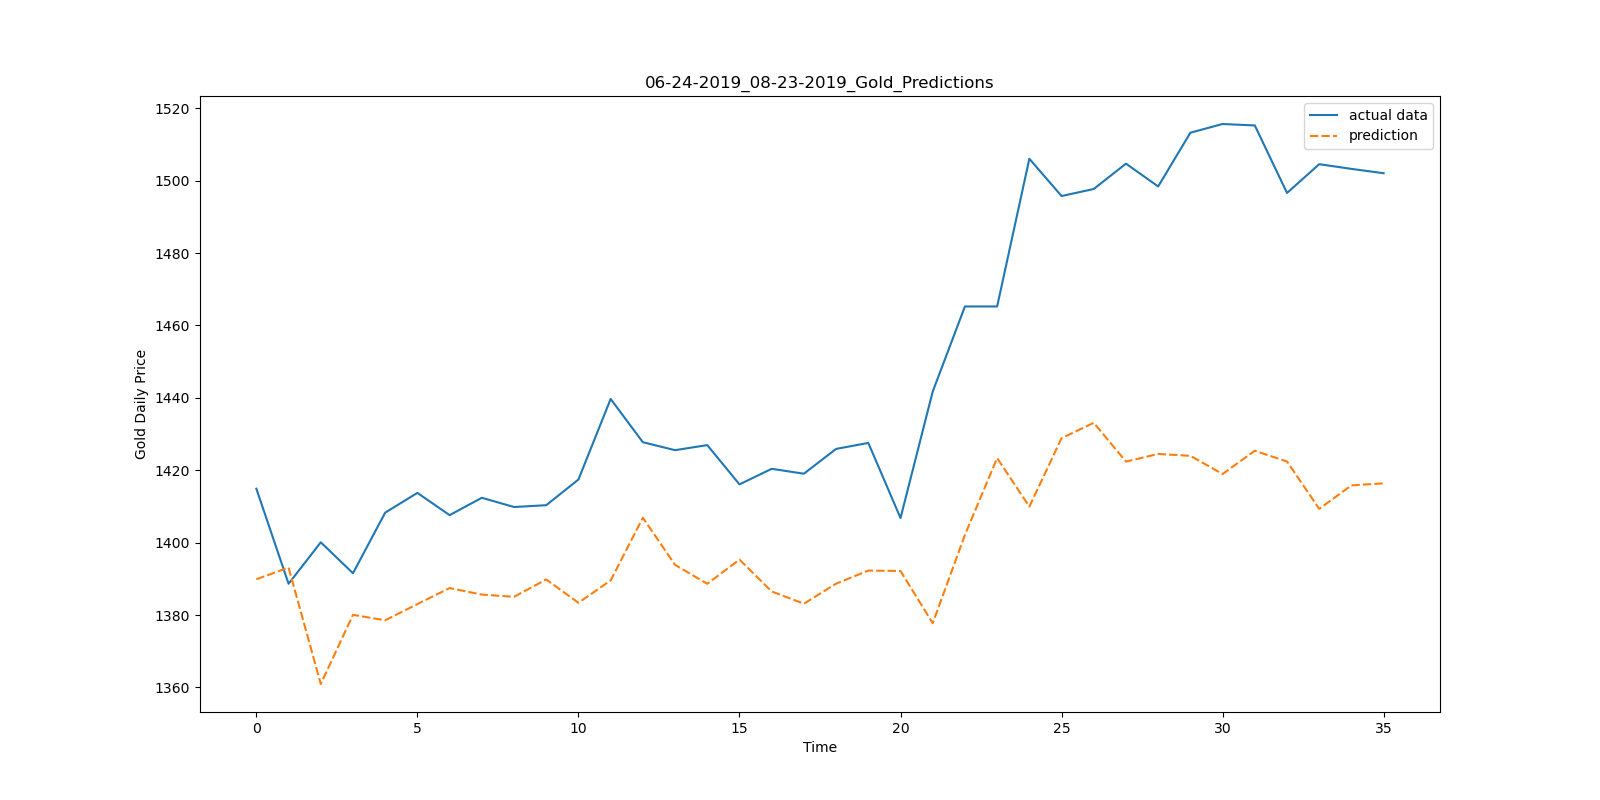 06-24-2019_08-23-2019_Gold_Predictions
actual data
prediction
Gold Daily Price
1520
1500
1480
1460
1440
1420
1400
1380
1360
0 5 10 15 20 25 30 35
Time